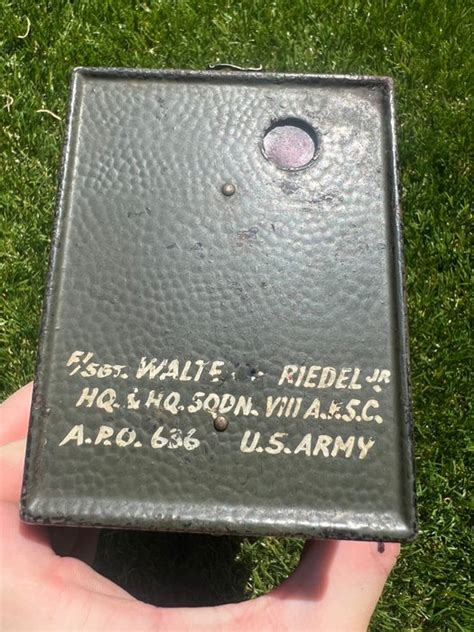 F/SGT. WALTE RIEDEL JR
HQ. & HQ. SQDN. VIII A.F.S.C.
A.P.O. 636 U.S. ARMY